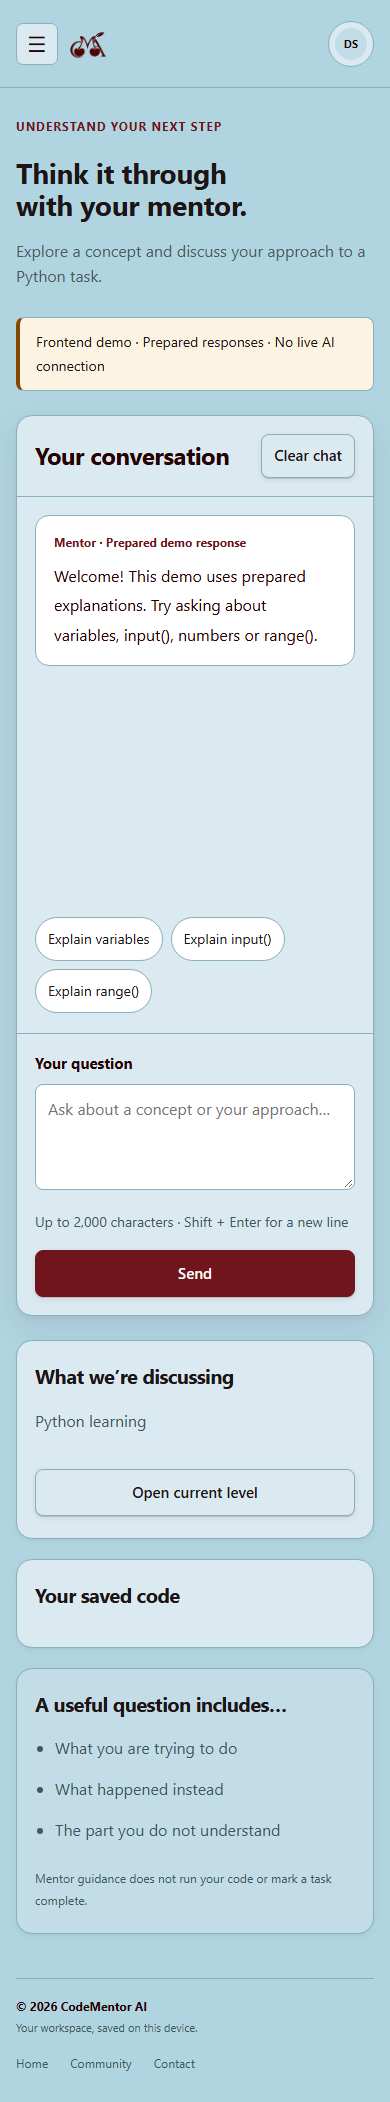 ☰
DS
UNDERSTAND YOUR NEXT STEP
Think it through
with your mentor.
Explore a concept and discuss your approach to a
Python task.
Frontend demo · Prepared responses · No live AI
connection
Your conversation
Clear chat
Mentor · Prepared demo response
Welcome! This demo uses prepared
explanations. Try asking about
variables, input(), numbers or range().
Explain variables
Explain input()
Explain range()
Your question
Ask about a concept or your approach...
Up to 2,000 characters · Shift + Enter for a new line
Send
What we’re discussing
Python learning
Open current level
Your saved code
A useful question includes...
• What you are trying to do
• What happened instead
• The part you do not understand
Mentor guidance does not run your code or mark a task
complete.
© 2026 CodeMentor AI
Your workspace, saved on this device.
Home
Community
Contact